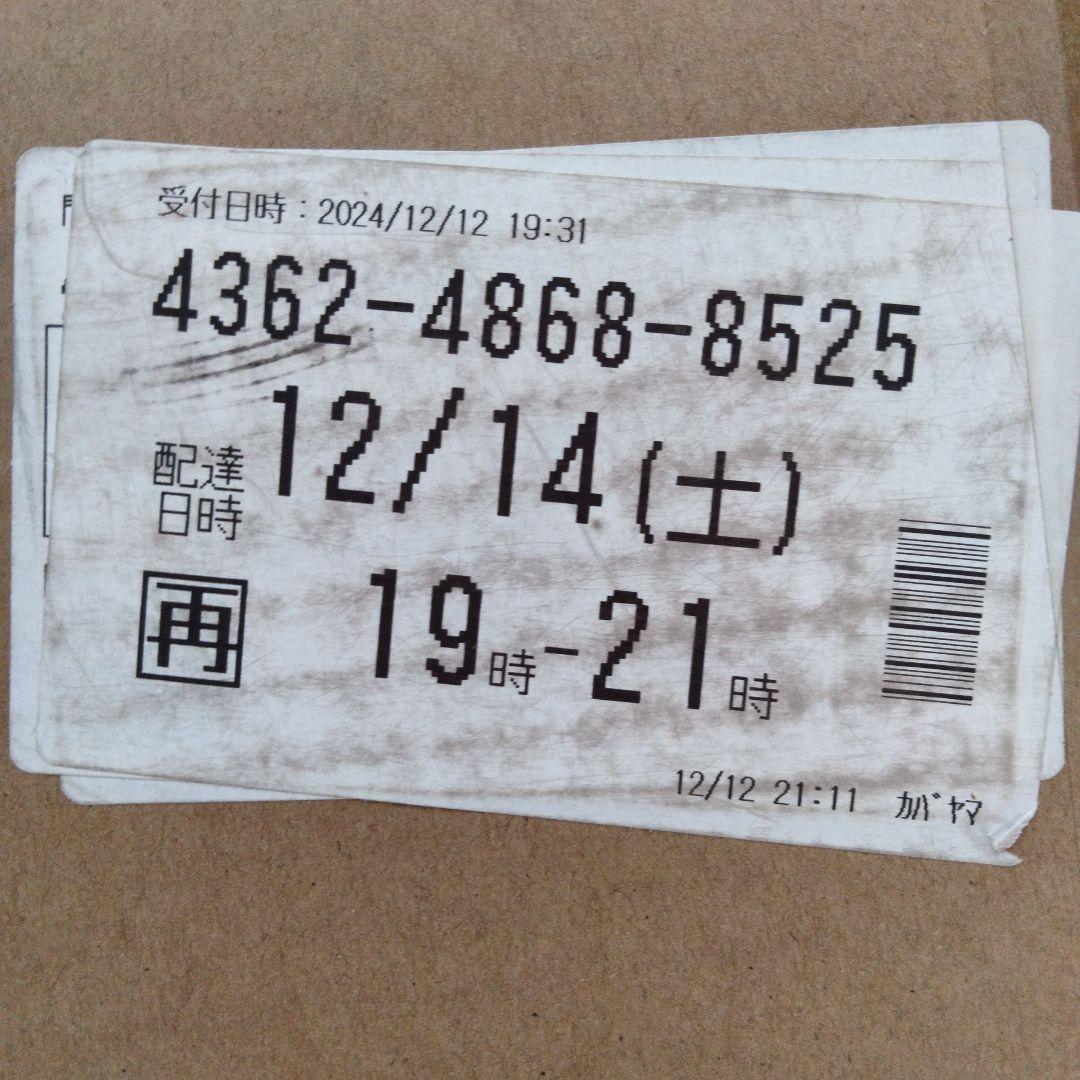 受付日時：2024/12/12 19:31
4362-4868-8525
配達日時 12/14(土)
再 19時-21時
12/12 21:11 カバヤマ